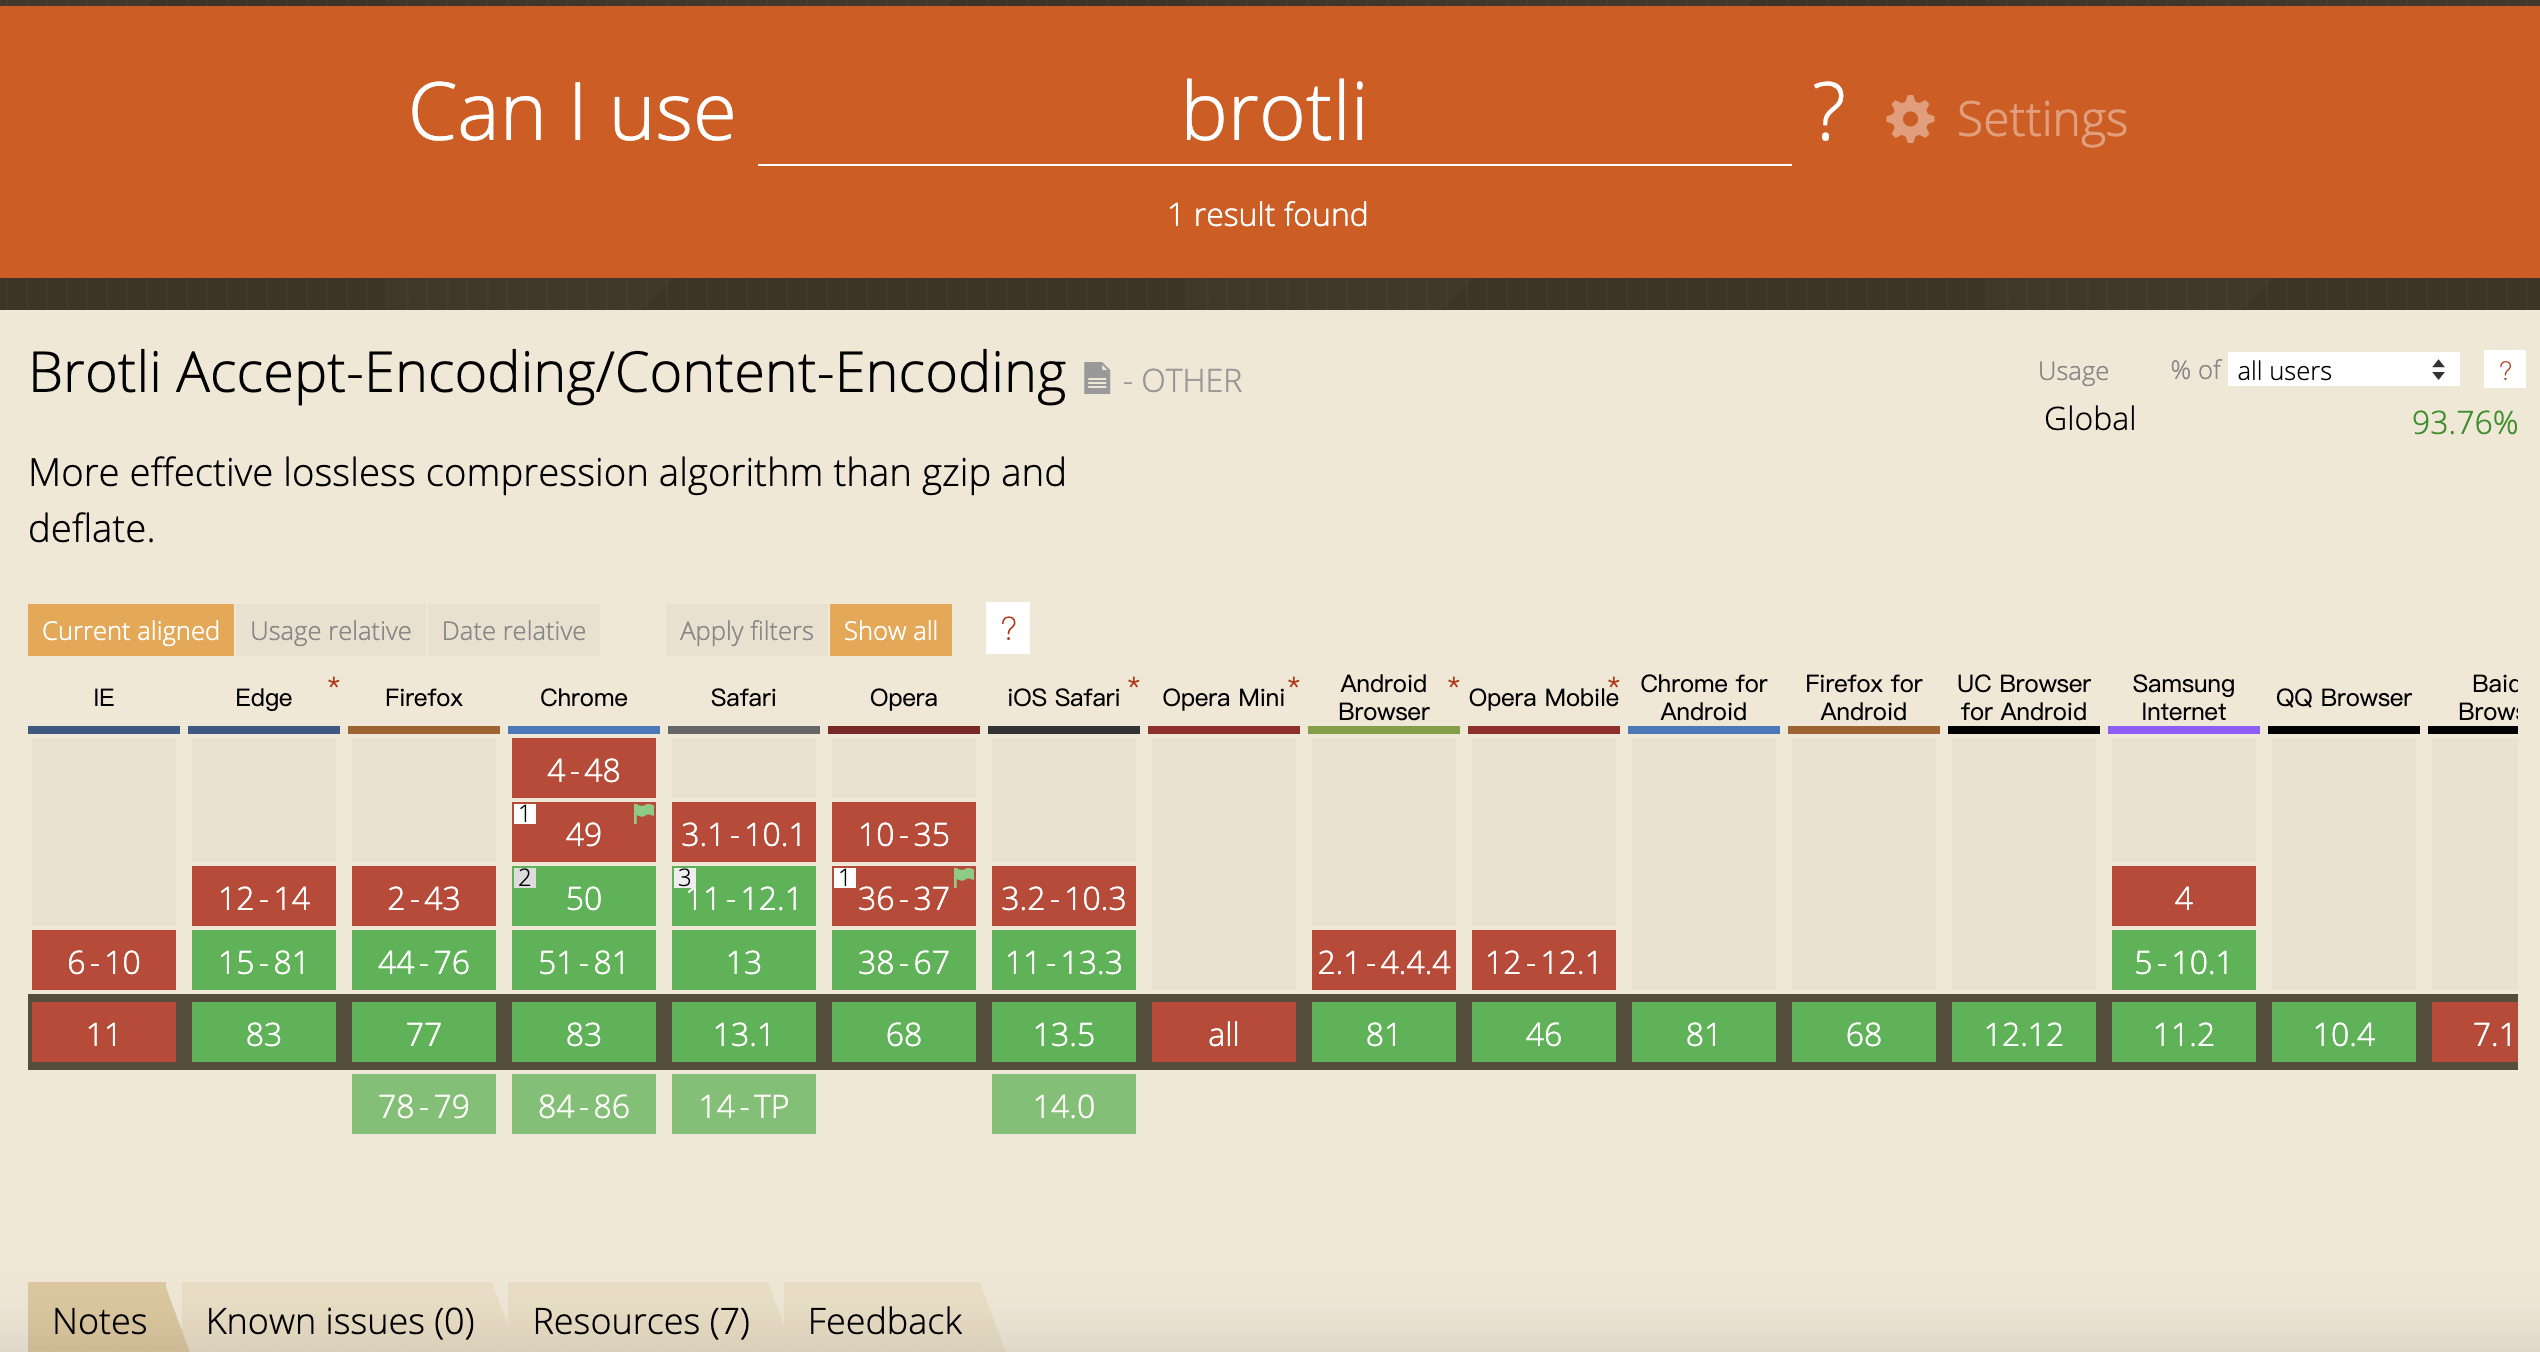 Can I use brotli ? Settings
1 result found
Brotli Accept-Encoding/Content-Encoding - OTHER
Usage % of all users ?
Global 93.76%
More effective lossless compression algorithm than gzip and
deflate.
Current aligned Usage relative Date relative Apply filters Show all ?
IE Edge * Firefox Chrome Safari Opera iOS Safari * Opera Mini * Android Browser * Opera Mobile * Chrome for Android Firefox for Android UC Browser for Android Samsung Internet QQ Browser
4-48
1 49 3.1-10.1 10-35
12-14 2-43 2 50 3 11-12.1 1 36-37 3.2-10.3 4
6-10 15-81 44-76 51-81 13 38-67 11-13.3 2.1-4.4.4 12-12.1 5-10.1
11 83 77 83 13.1 68 13.5 all 81 46 81 68 12.12 11.2 10.4 7.1
78-79 84-86 14-TP 14.0
Notes Known issues (0) Resources (7) Feedback